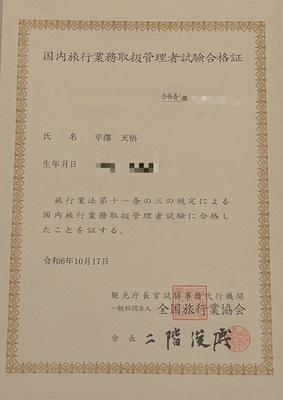 国内旅行業務取扱管理者試験合格証
合格番
氏 名 平澤 天悟
生年月日
旅行業法第十一条の三の規定による
国内旅行業務取扱管理者試験に合格し
たことを証する。
令和6年10月17日
観光庁長官試験事務代行機関
一般社団法人 全国旅行業協会
会 長 二階俊博